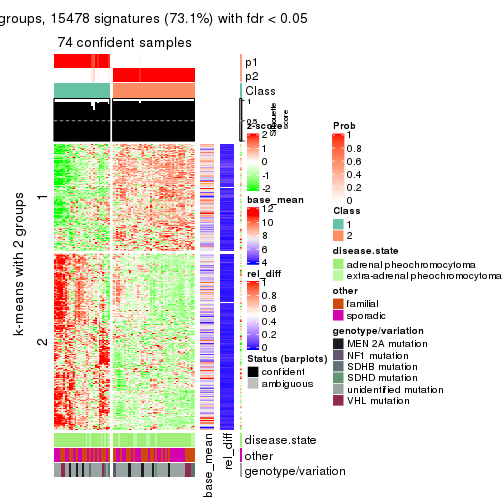 groups, 15478 signatures (73.1%) with fdr < 0.05
74 confident samples
p1
p2
Class
1
0.5
Silhouette
score
k-means with 2 groups
1
2
z-score
2
1
0
-1
-2
base_mean
12
10
8
6
4
rel_diff
1
0.8
0.6
0.4
0.2
0
Status (barplots)
confident
ambiguous
Prob
1
0.8
0.6
0.4
0.2
0
Class
1
2
disease.state
adrenal pheochromocytoma
extra-adrenal pheochromocytoma
other
familial
sporadic
genotype/variation
MEN 2A mutation
NF1 mutation
SDHB mutation
SDHD mutation
unidentified mutation
VHL mutation
disease.state
other
genotype/variation
base_mean
rel_diff